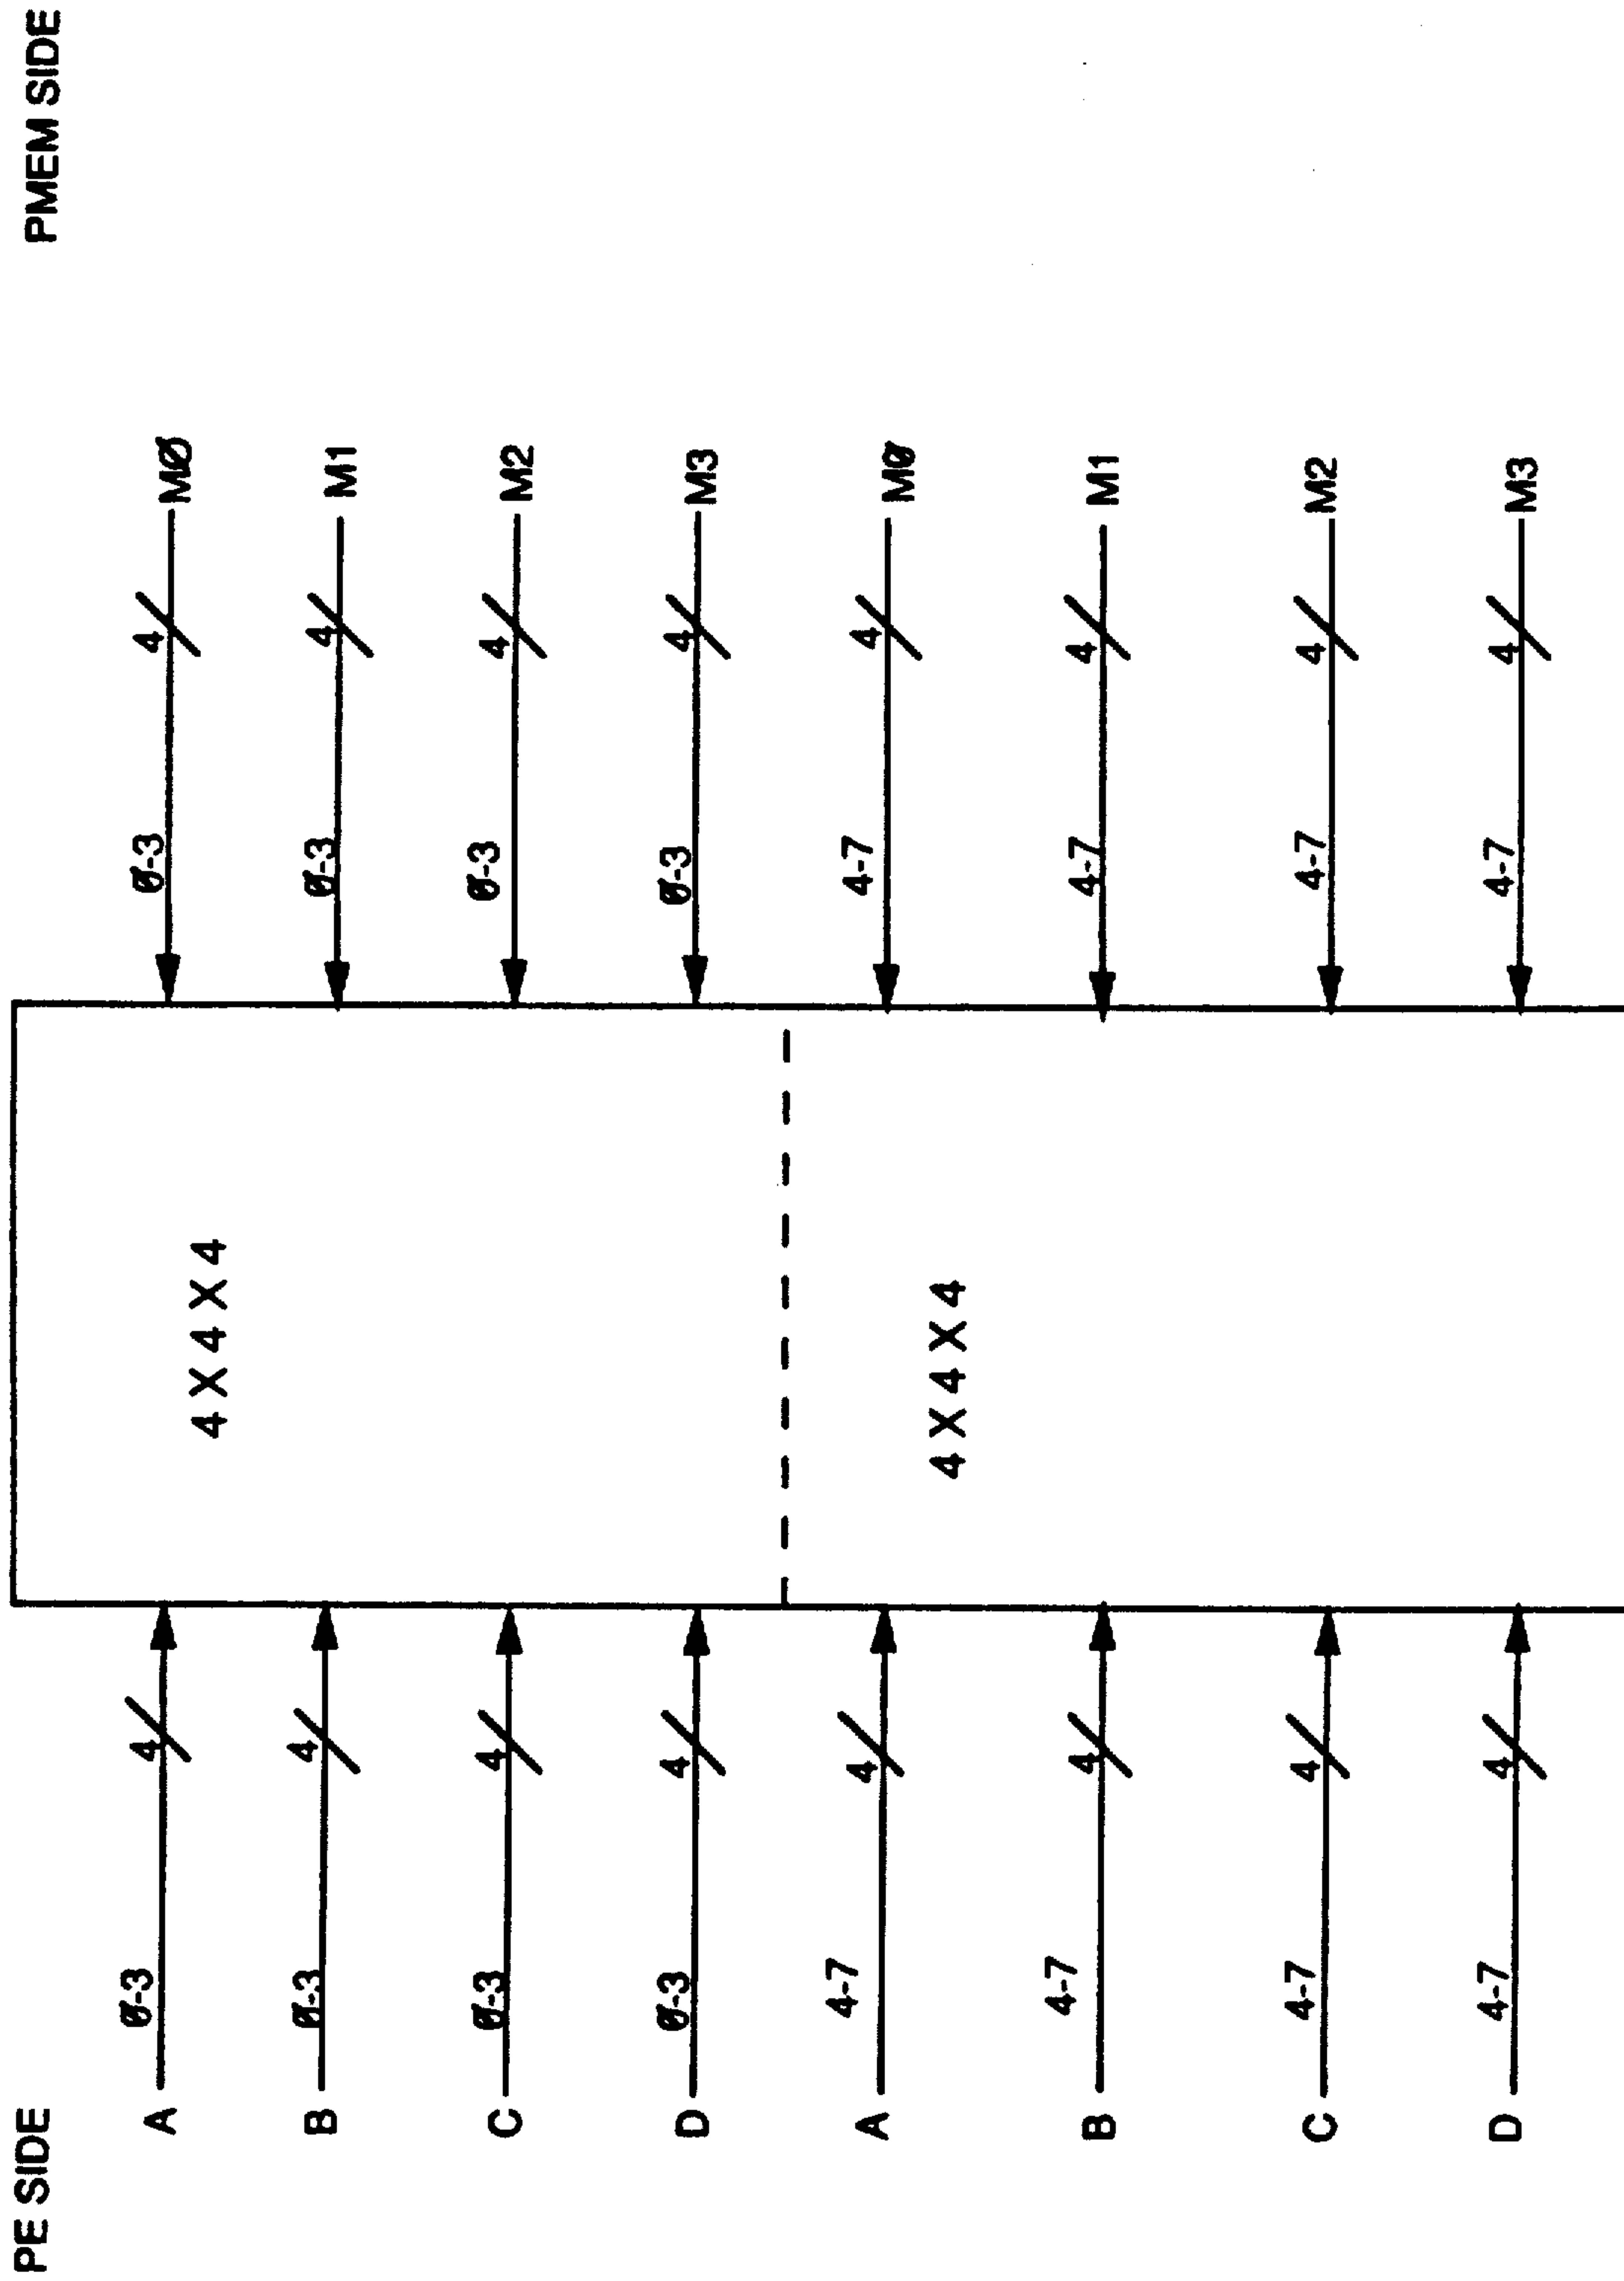 PE SIDE
PMEM SIDE
A Ø-3 4
4 X 4 X 4
Ø-3 4 MØ
B Ø-3 4
Ø-3 4 M1
C Ø-3 4
Ø-3 4 M2
D Ø-3 4
Ø-3 4 M3
A 4-7 4
4-7 4 MØ
4 X 4 X 4
B 4-7 4
4-7 4 M1
C 4-7 4
4-7 4 M2
D 4-7 4
4-7 4 M3